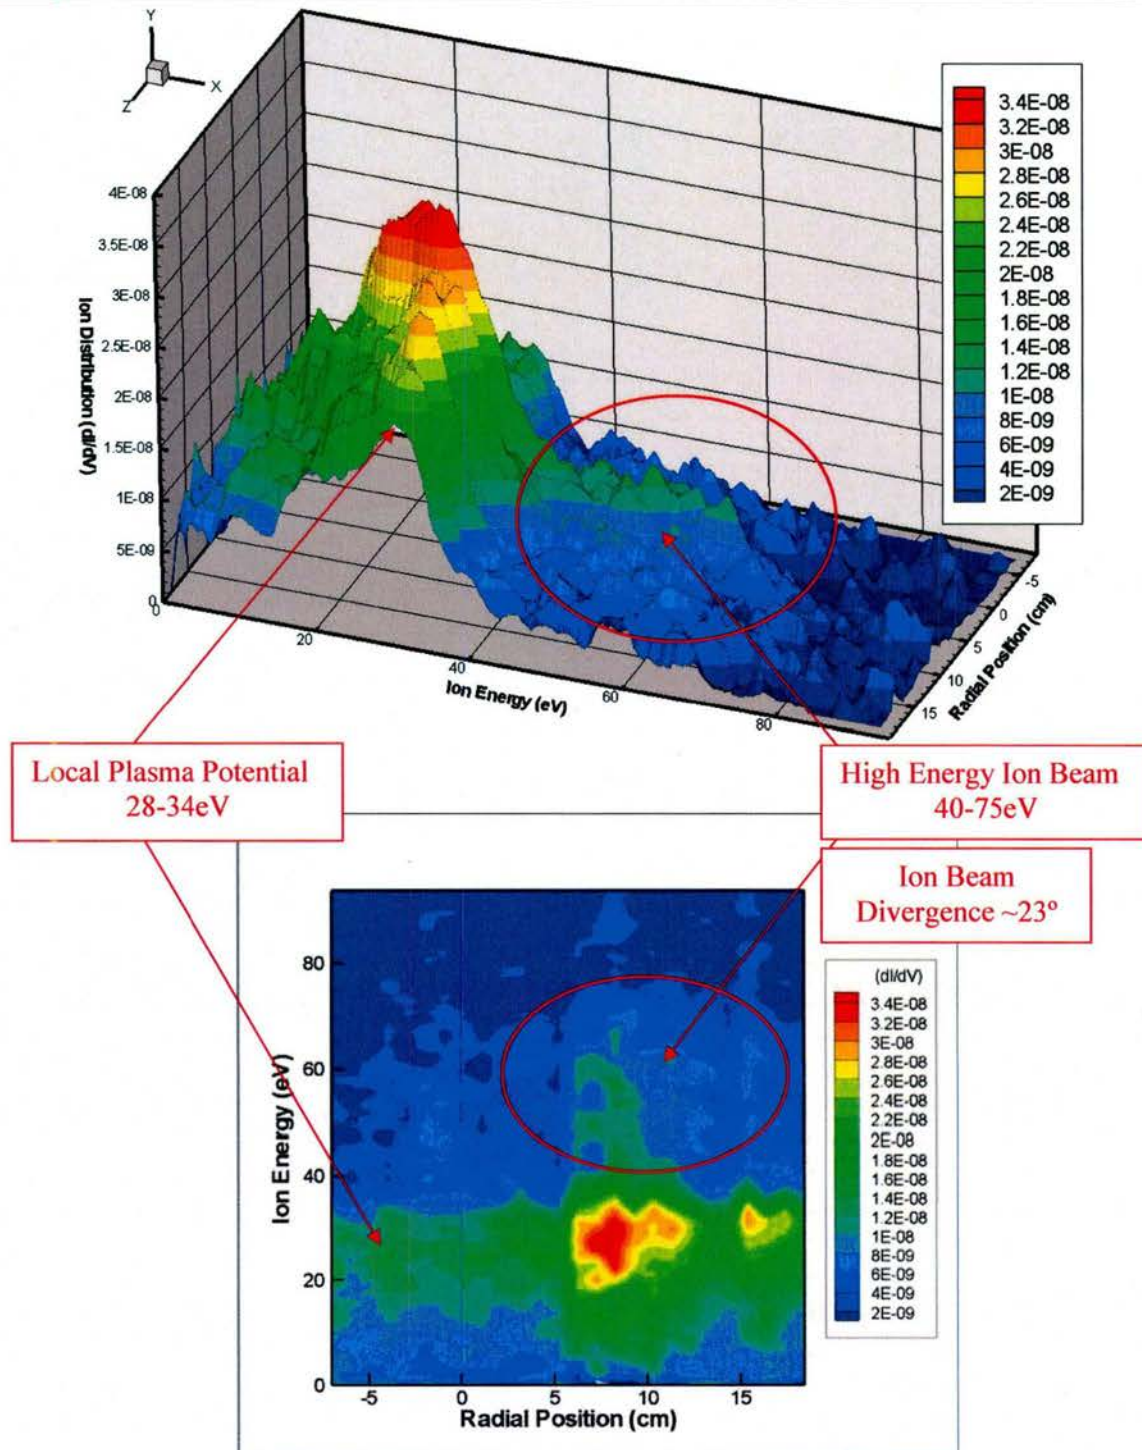 Y
X
Z
3.4E-08
3.2E-08
3E-08
2.8E-08
2.6E-08
2.4E-08
2.2E-08
2E-08
1.8E-08
1.6E-08
1.4E-08
1.2E-08
1E-08
8E-09
6E-09
4E-09
2E-09
4E-08
3.5E-08
3E-08
2.5E-08
2E-08
1.5E-08
1E-08
5E-09
0
Ion Distribution (dI/dV)
0
20
40
60
80
Ion Energy (eV)
-5
0
5
10
15
Radial Position (cm)
Local Plasma Potential
28-34eV
High Energy Ion Beam
40-75eV
Ion Beam
Divergence ~23º
80
60
40
20
0
Ion Energy (eV)
-5
0
5
10
15
Radial Position (cm)
(dI/dV)
3.4E-08
3.2E-08
3E-08
2.8E-08
2.6E-08
2.4E-08
2.2E-08
2E-08
1.8E-08
1.6E-08
1.4E-08
1.2E-08
1E-08
8E-09
6E-09
4E-09
2E-09